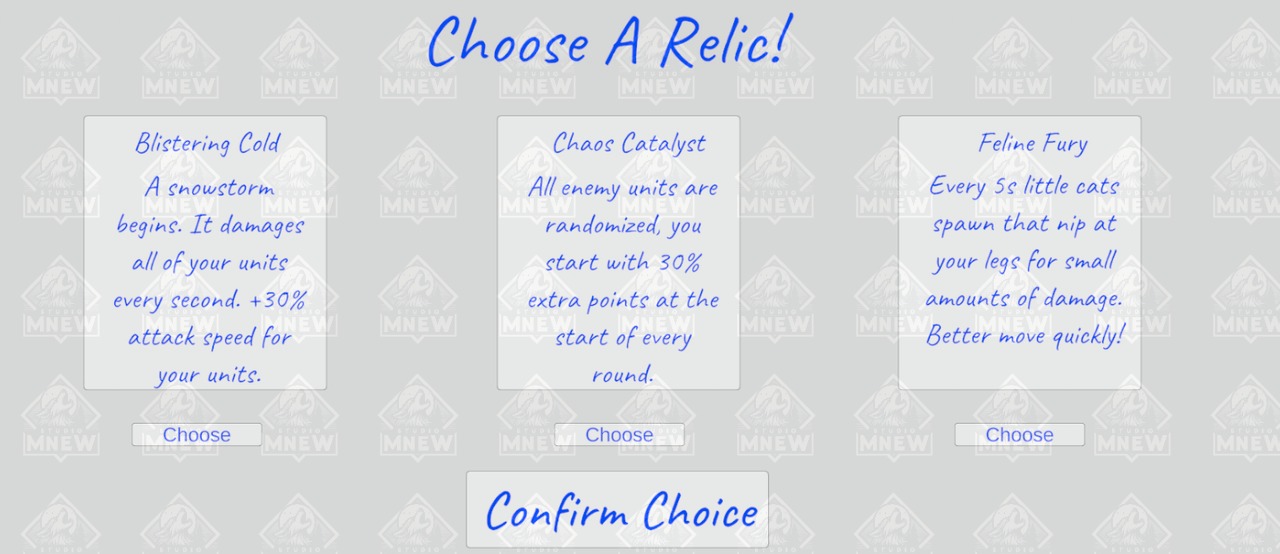 Choose A Relic!
Blistering Cold
A snowstorm
begins. It damages
all of your units
every second. +30%
attack speed for
your units.
Choose
Chaos Catalyst
All enemy units are
randomized, you
start with 30%
extra points at the
start of every
round.
Choose
Feline Fury
Every 5s little cats
spawn that nip at
your legs for small
amounts of damage.
Better move quickly!
Choose
Confirm Choice
STUDIO
MNEW